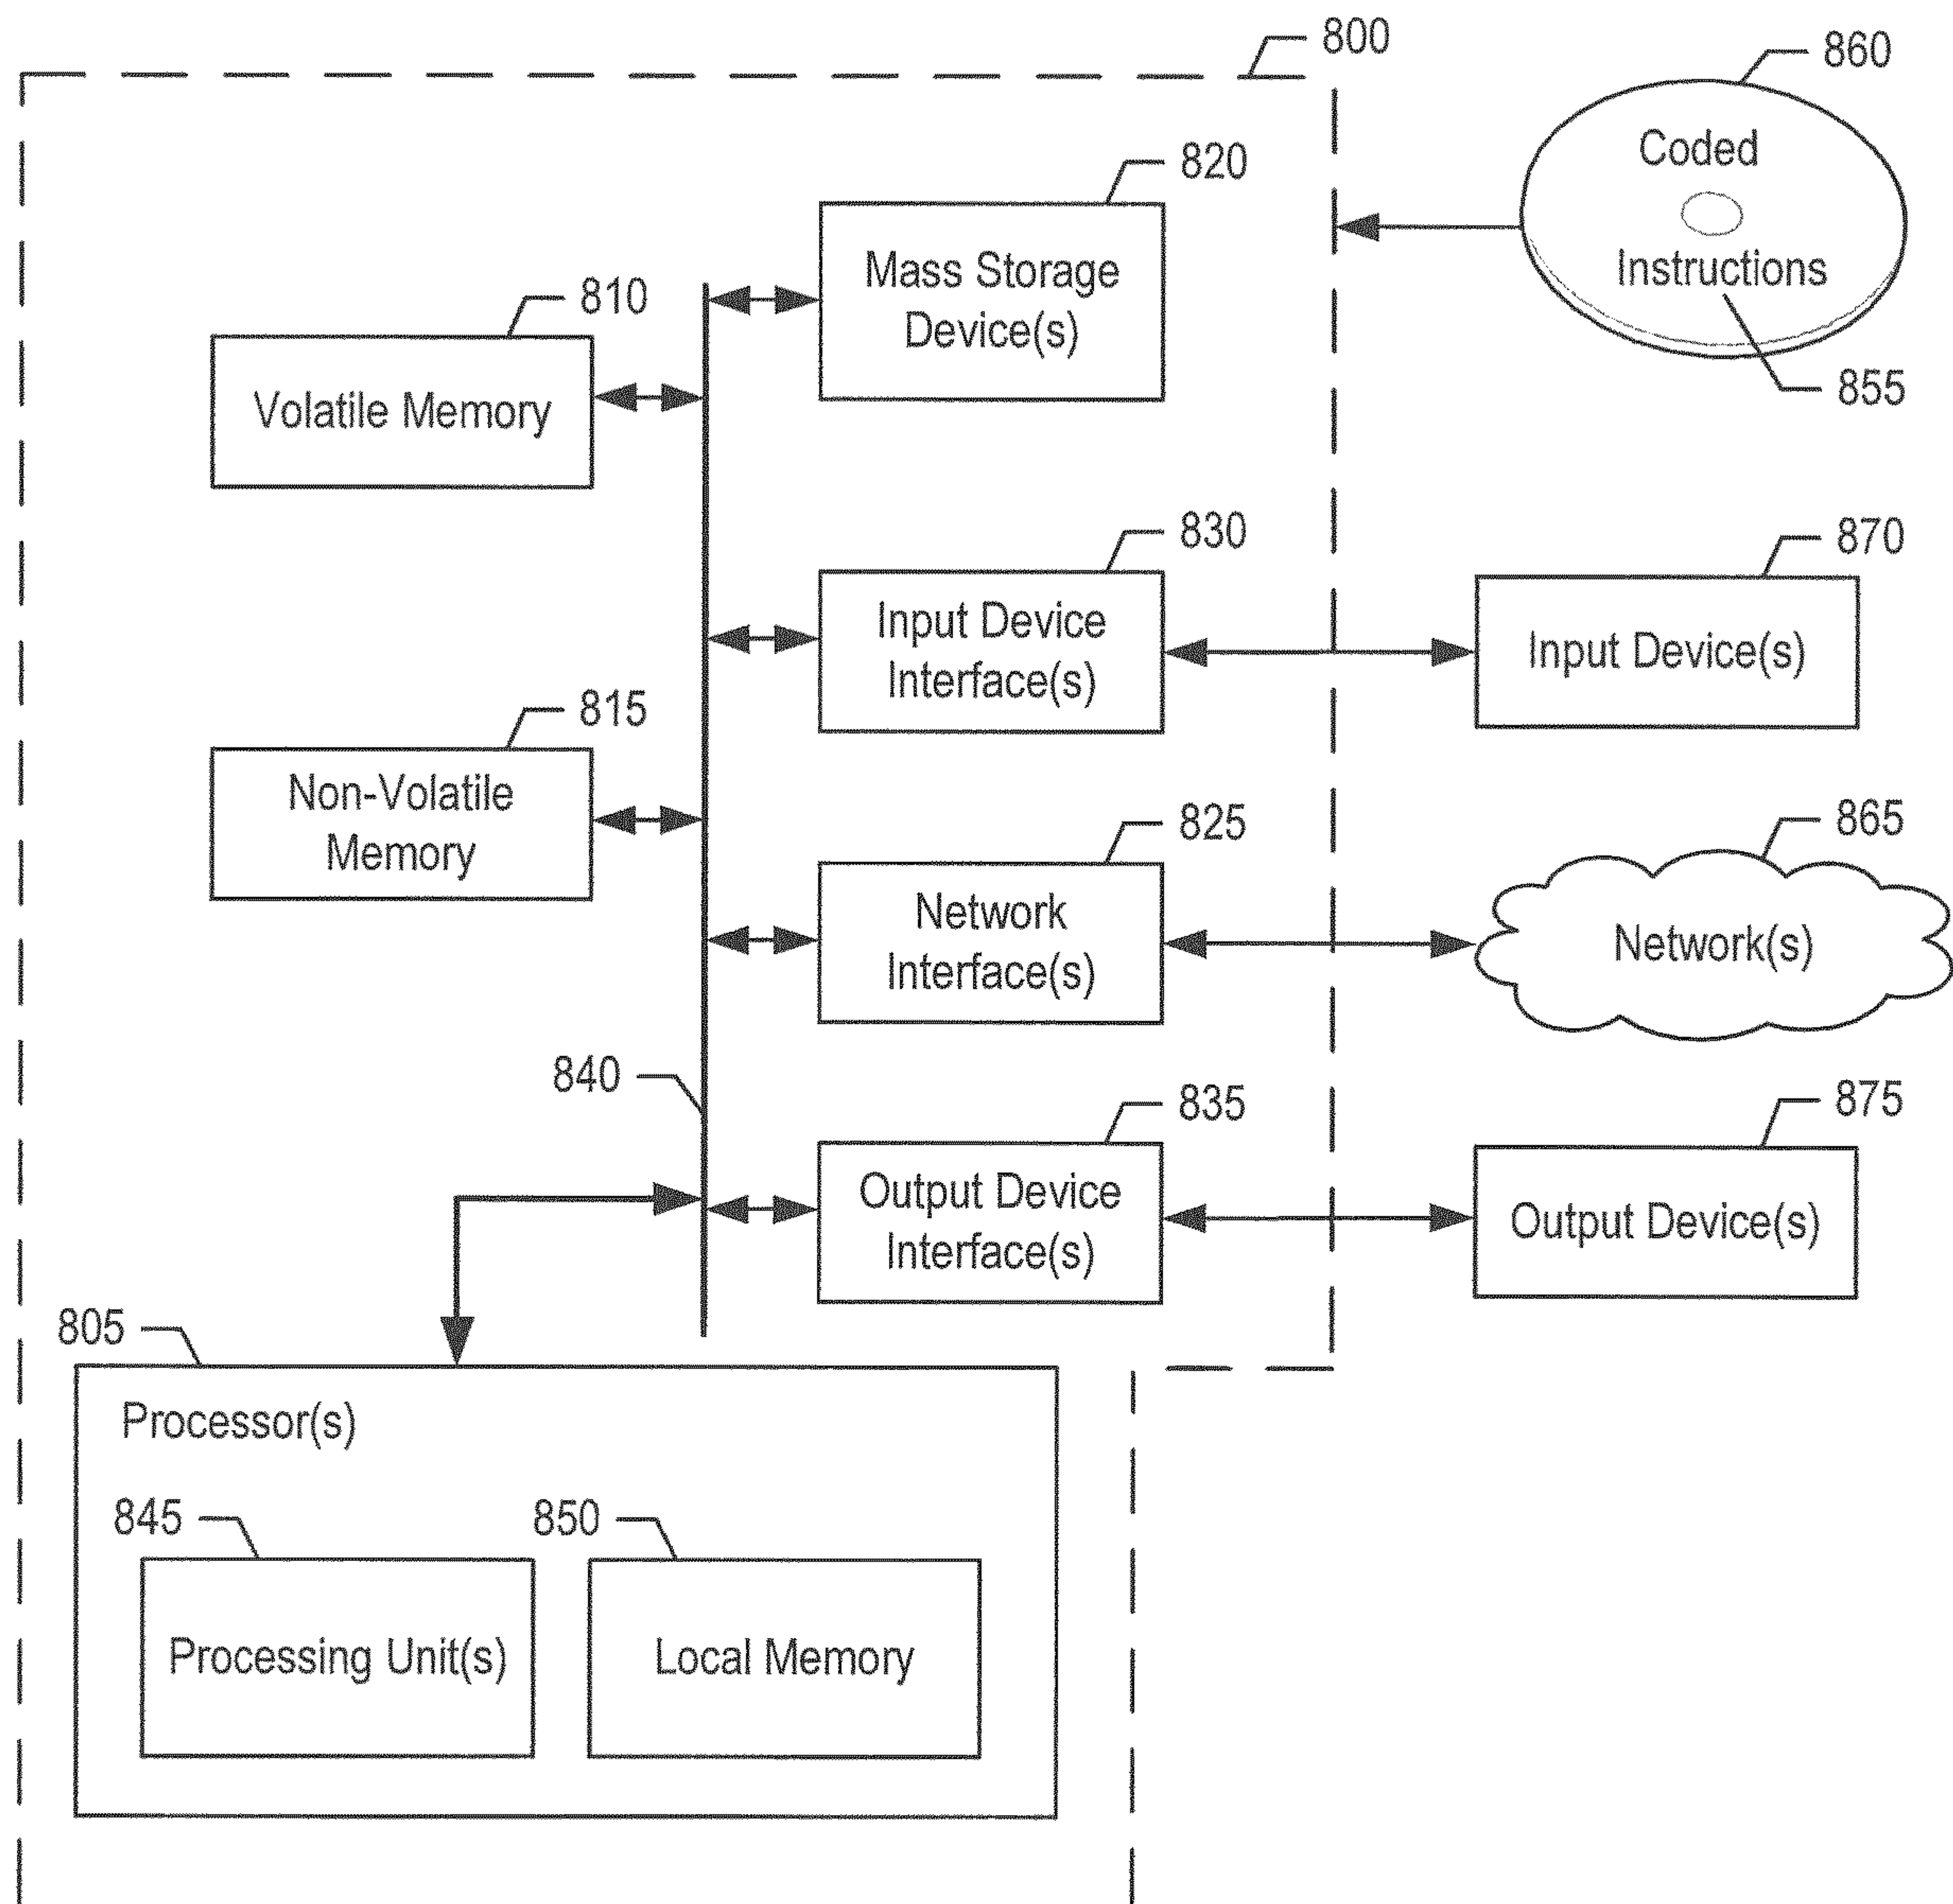 800
860
Coded
Instructions
855
820
Mass Storage
Device(s)
810
Volatile Memory
830
Input Device
Interface(s)
870
Input Device(s)
815
Non-Volatile
Memory
825
Network
Interface(s)
865
Network(s)
840
835
Output Device
Interface(s)
875
Output Device(s)
805
Processor(s)
845
Processing Unit(s)
850
Local Memory